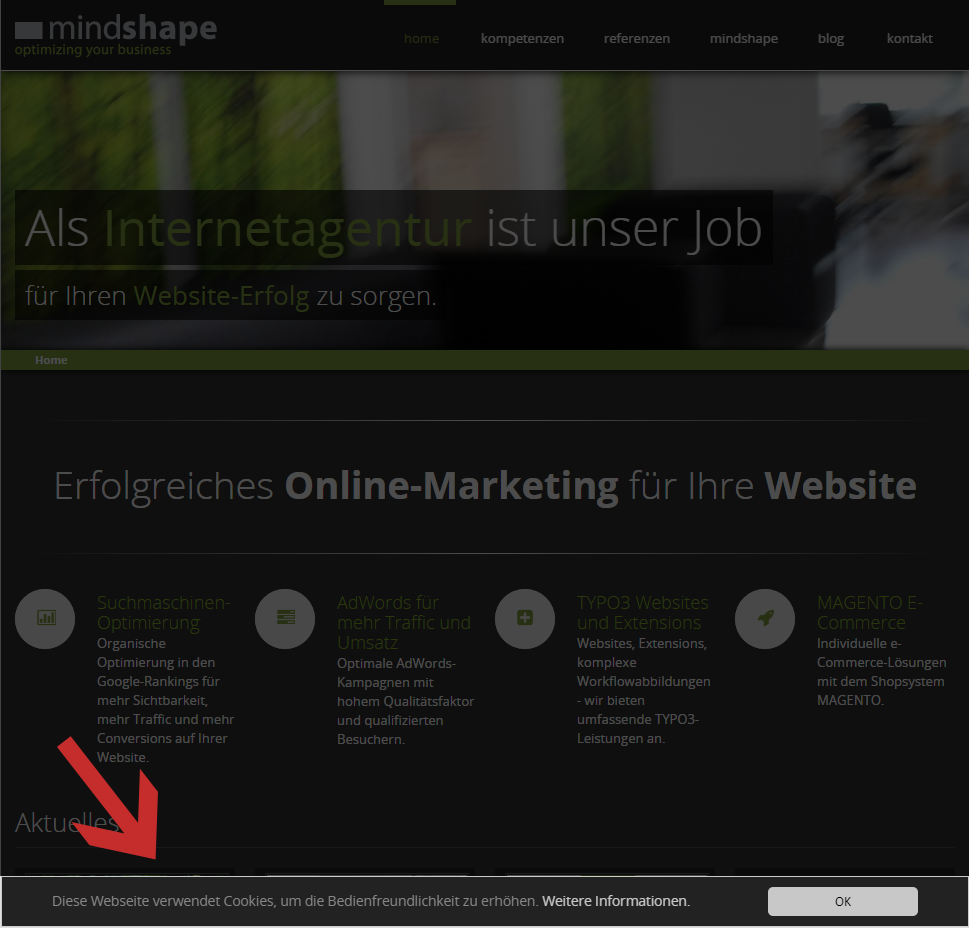 mindshape
optimizing your business
home kompetenzen referenzen mindshape blog kontakt
Als Internetagentur ist unser Job
für Ihren Website-Erfolg zu sorgen.
Home
Erfolgreiches Online-Marketing für Ihre Website
Suchmaschinen-
Optimierung
Organische
Optimierung in den
Google-Rankings für
mehr Sichtbarkeit,
mehr Traffic und mehr
Conversions auf Ihrer
Website.
AdWords für
mehr Traffic und
Umsatz
Optimale AdWords-
Kampagnen mit
hohem Qualitätsfaktor
und qualifizierten
Besuchern.
TYPO3 Websites
und Extensions
Websites, Extensions,
komplexe
Workflowabbildungen
- wir bieten
umfassende TYPO3-
Leistungen an.
MAGENTO E-
Commerce
Individuelle e-
Commerce-Lösungen
mit dem Shopsystem
MAGENTO.
Aktuelles
Diese Webseite verwendet Cookies, um die Bedienfreundlichkeit zu erhöhen. Weitere Informationen.
OK